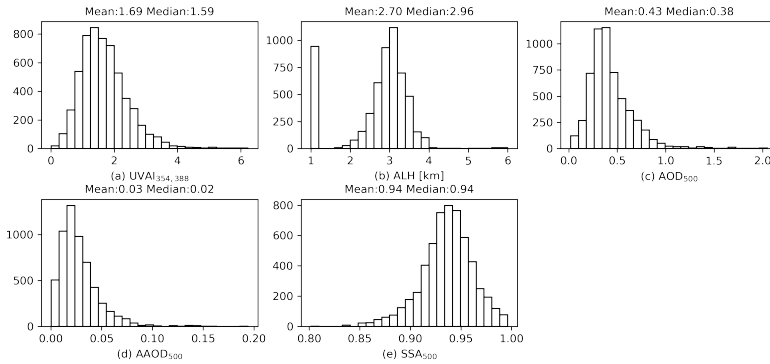 Mean:1.69 Median:1.59
Mean:2.70 Median:2.96
Mean:0.43 Median:0.38
800
600
400
200
0
1000
750
500
250
0
1000
750
500
250
0
0 2 4 6
1 2 3 4 5 6
0.0 0.5 1.0 1.5 2.0
(a) UVAI354, 388
(b) ALH [km]
(c) AOD500
Mean:0.03 Median:0.02
Mean:0.94 Median:0.94
1000
500
0
800
600
400
200
0
0.00 0.05 0.10 0.15 0.20
0.80 0.85 0.90 0.95 1.00
(d) AAOD500
(e) SSA500